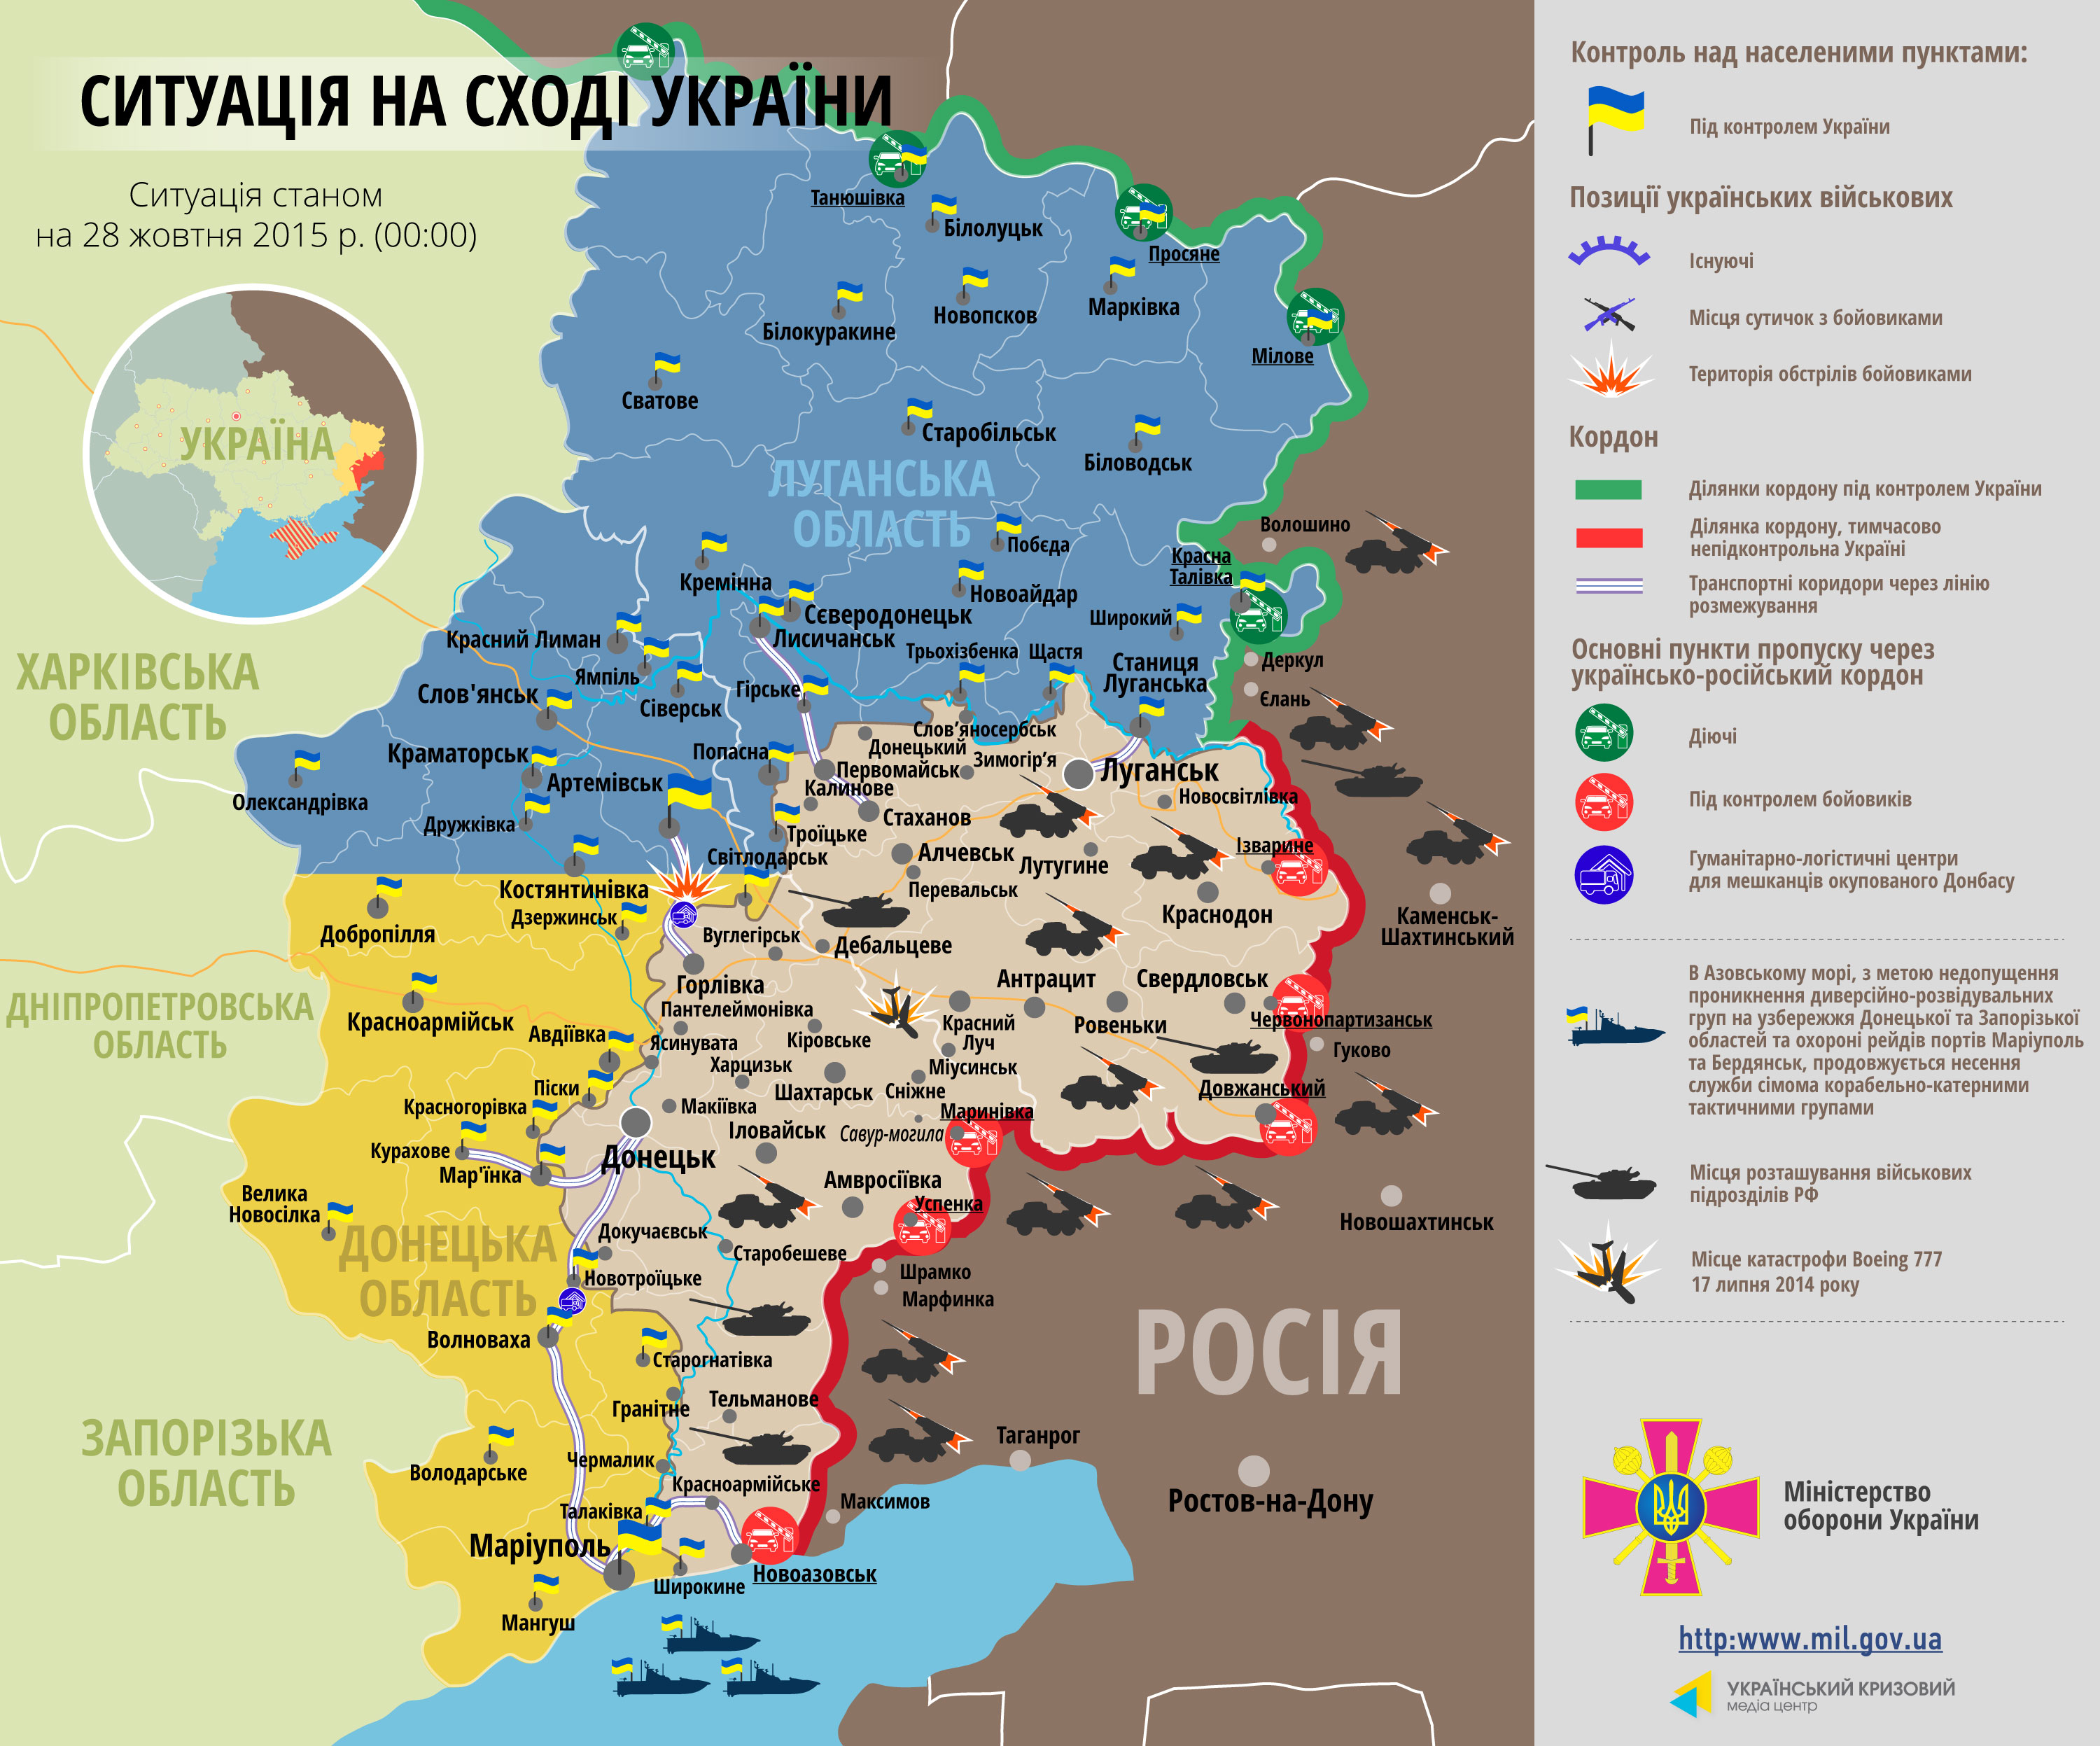 СИТУАЦІЯ НА СХОДІ УКРАЇНИ
Ситуація станом
на 28 жовтня 2015 р. (00:00)
УКРАЇНА
Танюшівка
Білолуцьк
Просяне
Новопсков
Марківка
Білокуракине
Мілове
Сватове
Старобільськ
Біловодськ
ЛУГАНСЬКА
ОБЛАСТЬ
Волошино
Побєда
Красна
Талівка
Кремінна
Новоайдар
Сєверодонецьк
Широкий
Лисичанськ
Красний Лиман
Трьохізбенка
Щастя
Станиця
Луганська
Деркул
Ямпіль
Слов'янськ
Сіверськ
Гірське
Єлань
ХАРКІВСЬКА
ОБЛАСТЬ
Слов'яносербськ
Краматорськ
Попасна
Донецький
Зимогір'я
Первомайськ
Луганськ
Артемівськ
Калинове
Новосвітлівка
Олександрівка
Дружківка
Стаханов
Троїцьке
Ізварине
Світлодарськ
Алчевськ
Лутугине
Костянтинівка
Перевальськ
Дзержинськ
Краснодон
Каменськ-
Шахтинський
Добропілля
Вуглегірськ
Дебальцеве
Горлівка
Антрацит
Свердловськ
ДНІПРОПЕТРОВСЬКА
ОБЛАСТЬ
Пантелеймонівка
Красноармійськ
Красний
Луч
Ровеньки
Червонопартизанськ
Авдіївка
Ясинувата
Кіровське
Гуково
Харцизьк
Міусинськ
Піски
Шахтарськ
Сніжне
Довжанський
Красногорівка
Макіївка
Маринівка
Іловайськ
Савур-могила
Курахове
Донецьк
Мар'їнка
Амвросіївка
Велика
Новосілка
Успенка
Новошахтинськ
ДОНЕЦЬКА
ОБЛАСТЬ
Докучаєвськ
Старобешеве
Новотроїцьке
Шрамко
Марфинка
Волноваха
РОСІЯ
Старогнатівка
Тельманове
Гранітне
ЗАПОРІЗЬКА
ОБЛАСТЬ
Таганрог
Чермалик
Володарське
Красноармійське
Ростов-на-Дону
Максимов
Талаківка
Маріуполь
Новоазовськ
Широкине
Мангуш
Контроль над населеними пунктами:
Під контролем України
Позиції українських військових
Існуючі
Місця сутичок з бойовиками
Територія обстрілів бойовиками
Кордон
Ділянки кордону під контролем України
Ділянка кордону, тимчасово
непідконтрольна Україні
Транспортні коридори через лінію
розмежування
Основні пункти пропуску через
українсько-російський кордон
Діючі
Під контролем бойовиків
Гуманітарно-логістичні центри
для мешканців окупованого Донбасу
В Азовському морі, з метою недопущення
проникнення диверсійно-розвідувальних
груп на узбережжя Донецької та Запорізької
областей та охороні рейдів портів Маріуполь
та Бердянськ, продовжується несення
служби сімома корабельно-катерними
тактичними групами
Місця розташування військових
підрозділів РФ
Місце катастрофи Boeing 777
17 липня 2014 року
Міністерство
оборони України
http:www.mil.gov.ua
УКРАЇНСЬКИЙ КРИЗОВИЙ
медіа центр